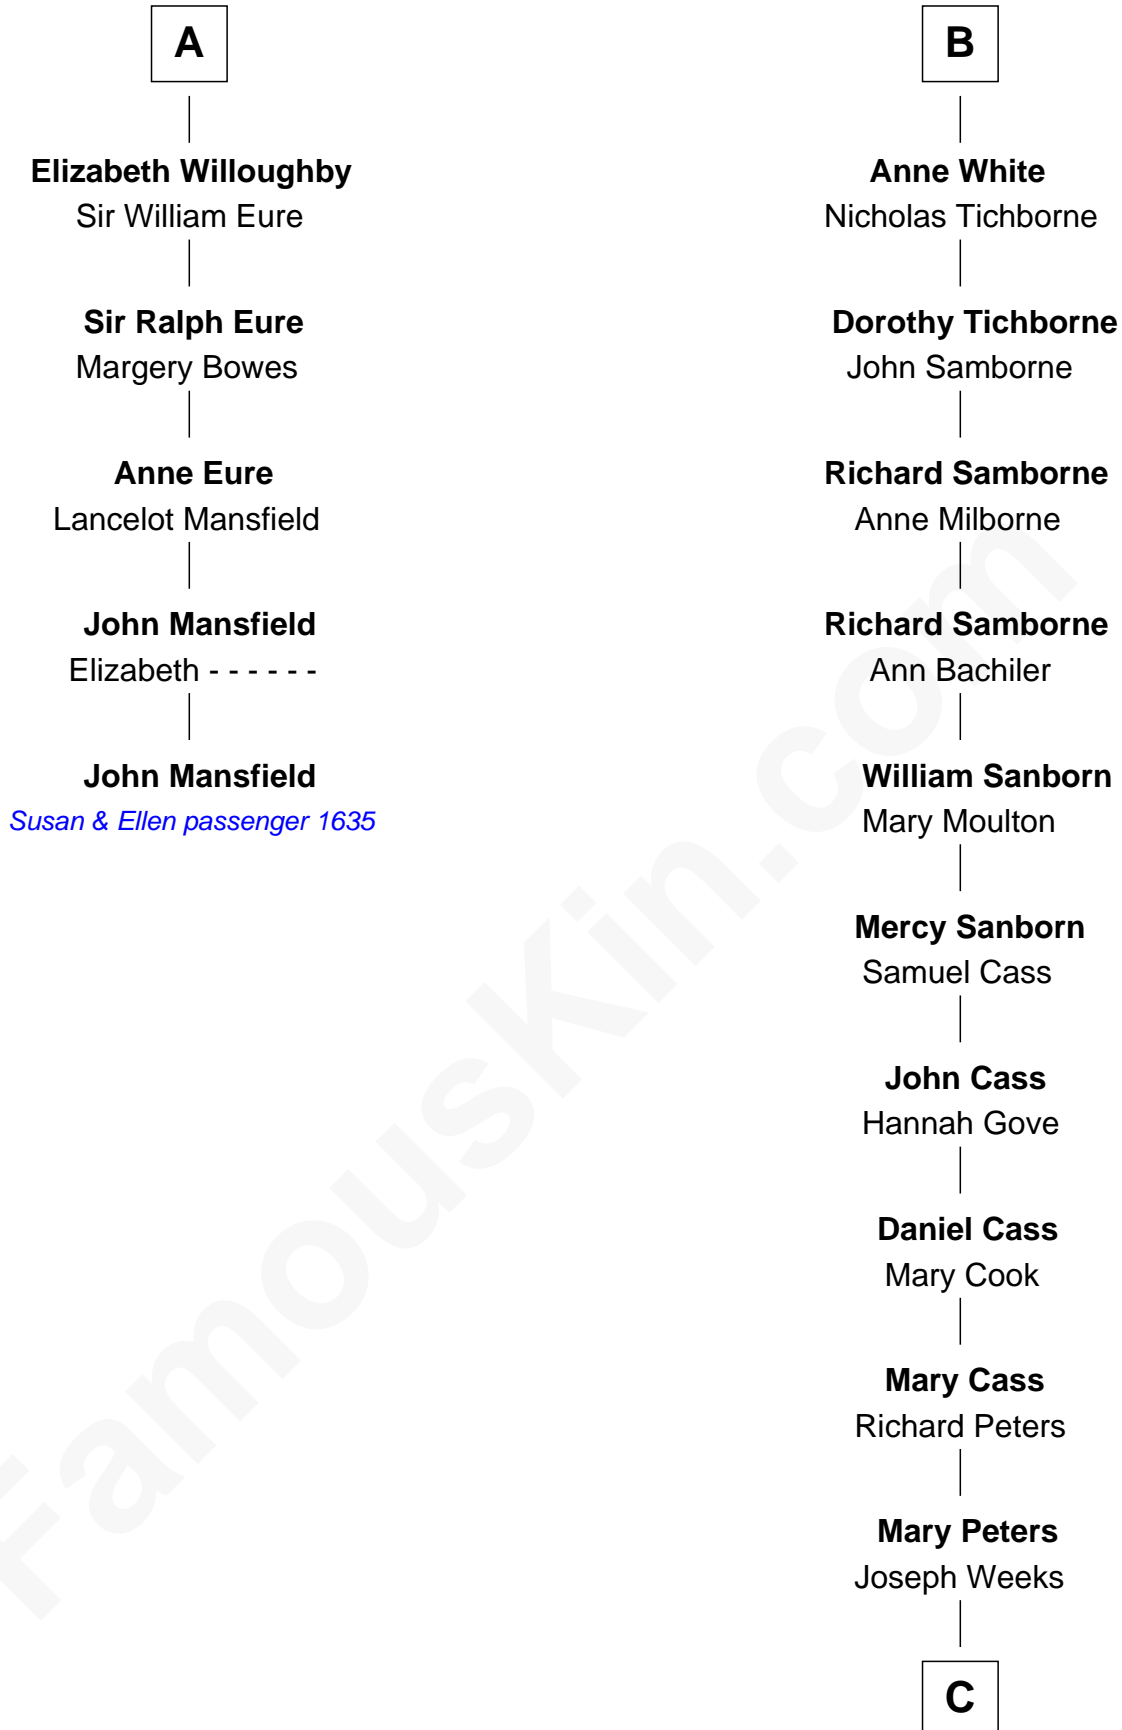 A
Elizabeth Willoughby
Sir William Eure
Sir Ralph Eure
Margery Bowes
Anne Eure
Lancelot Mansfield
John Mansfield
Elizabeth - - - - - -
John Mansfield
Susan & Ellen passenger 1635
B
Anne White
Nicholas Tichborne
Dorothy Tichborne
John Samborne
Richard Samborne
Anne Milborne
Richard Samborne
Ann Bachiler
William Sanborn
Mary Moulton
Mercy Sanborn
Samuel Cass
John Cass
Hannah Gove
Daniel Cass
Mary Cook
Mary Cass
Richard Peters
Mary Peters
Joseph Weeks
C
FamousKin.com